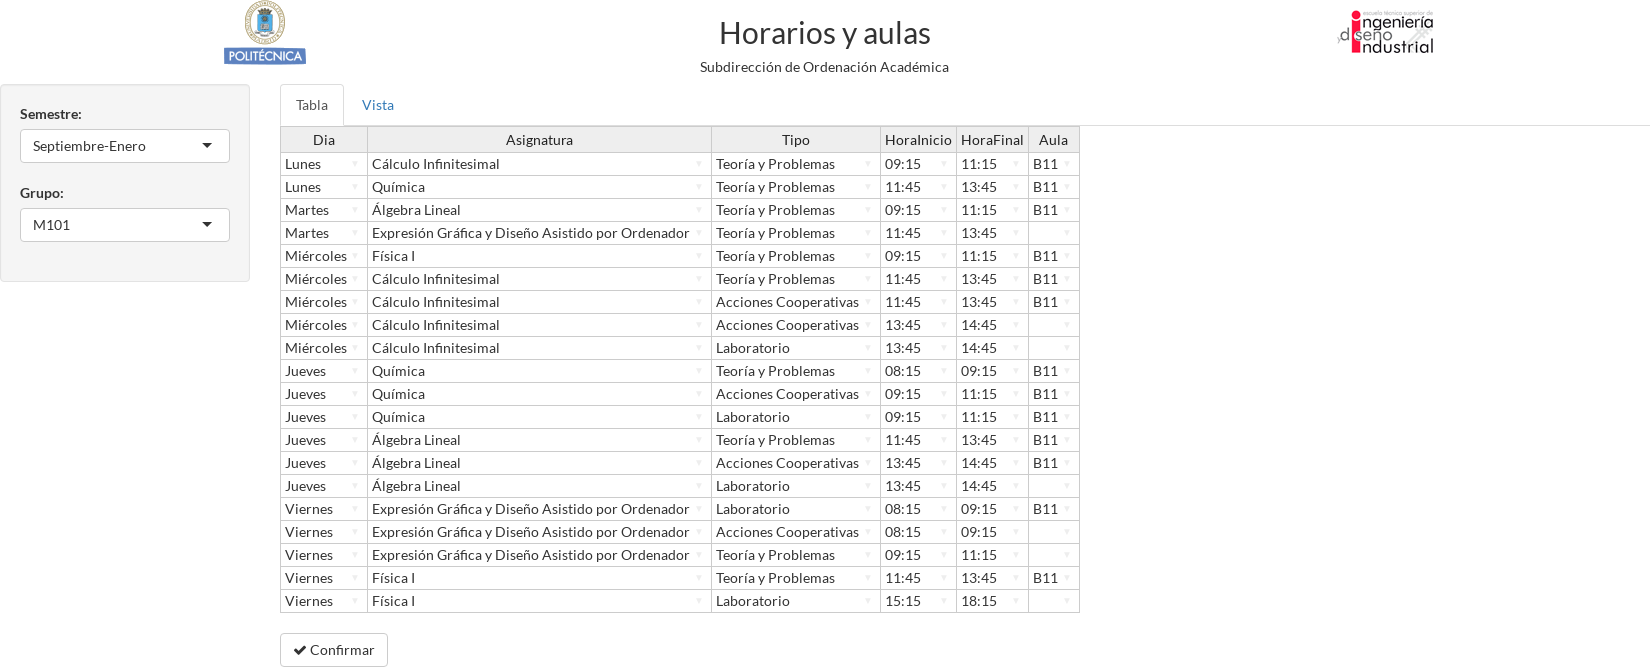 POLITÉCNICA
Horarios y aulas
Subdirección de Ordenación Académica
escuela técnica superior de
ingeniería
y diseño
industrial
Semestre:
Septiembre-Enero
Grupo:
M101
Tabla Vista
Dia Asignatura Tipo HoraInicio HoraFinal Aula
Lunes Cálculo Infinitesimal Teoría y Problemas 09:15 11:15 B11
Lunes Química Teoría y Problemas 11:45 13:45 B11
Martes Álgebra Lineal Teoría y Problemas 09:15 11:15 B11
Martes Expresión Gráfica y Diseño Asistido por Ordenador Teoría y Problemas 11:45 13:45
Miércoles Física I Teoría y Problemas 09:15 11:15 B11
Miércoles Cálculo Infinitesimal Teoría y Problemas 11:45 13:45 B11
Miércoles Cálculo Infinitesimal Acciones Cooperativas 11:45 13:45 B11
Miércoles Cálculo Infinitesimal Acciones Cooperativas 13:45 14:45
Miércoles Cálculo Infinitesimal Laboratorio 13:45 14:45
Jueves Química Teoría y Problemas 08:15 09:15 B11
Jueves Química Acciones Cooperativas 09:15 11:15 B11
Jueves Química Laboratorio 09:15 11:15 B11
Jueves Álgebra Lineal Teoría y Problemas 11:45 13:45 B11
Jueves Álgebra Lineal Acciones Cooperativas 13:45 14:45 B11
Jueves Álgebra Lineal Laboratorio 13:45 14:45
Viernes Expresión Gráfica y Diseño Asistido por Ordenador Laboratorio 08:15 09:15 B11
Viernes Expresión Gráfica y Diseño Asistido por Ordenador Acciones Cooperativas 08:15 09:15
Viernes Expresión Gráfica y Diseño Asistido por Ordenador Teoría y Problemas 09:15 11:15
Viernes Física I Teoría y Problemas 11:45 13:45 B11
Viernes Física I Laboratorio 15:15 18:15
Confirmar